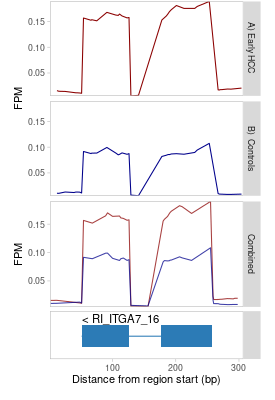 0.15
0.10
0.05
A) Early HCC
FPM
0.15
0.10
0.05
B) Controls
0.15
0.10
0.05
FPM
Combined
< RI_ITGA7_16
0
100
200
300
Distance from region start (bp)